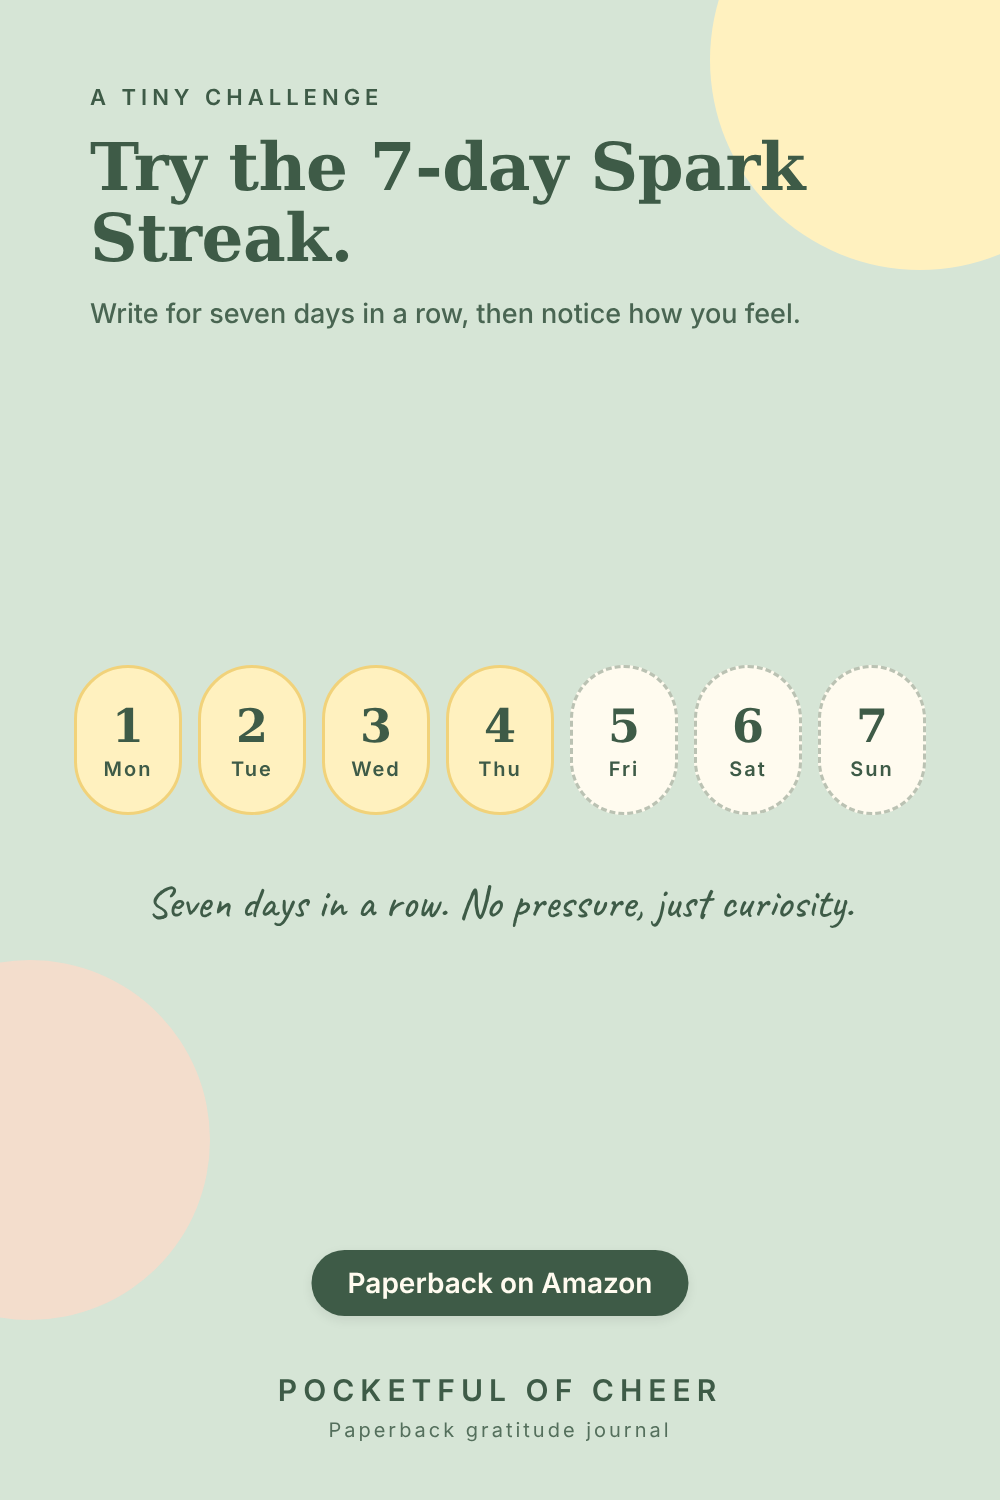 A TINY CHALLENGE
Try the 7-day Spark
Streak.
Write for seven days in a row, then notice how you feel.
1 2 3 4 5 6 7
Mon Tue Wed Thu Fri Sat Sun
Seven days in a row. No pressure, just curiosity.
Paperback on Amazon
POCKETFUL OF CHEER
Paperback gratitude journal